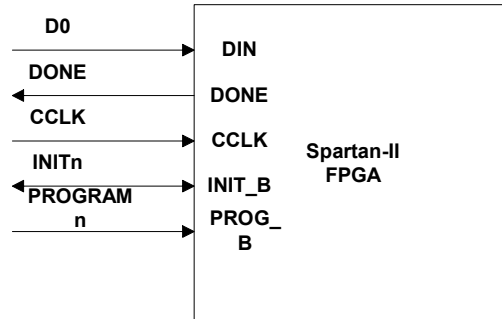 D0
DIN
DONE
DONE
CCLK
CCLK
INITn
INIT_B
PROGRAM
n
PROG_
B
Spartan-II
FPGA